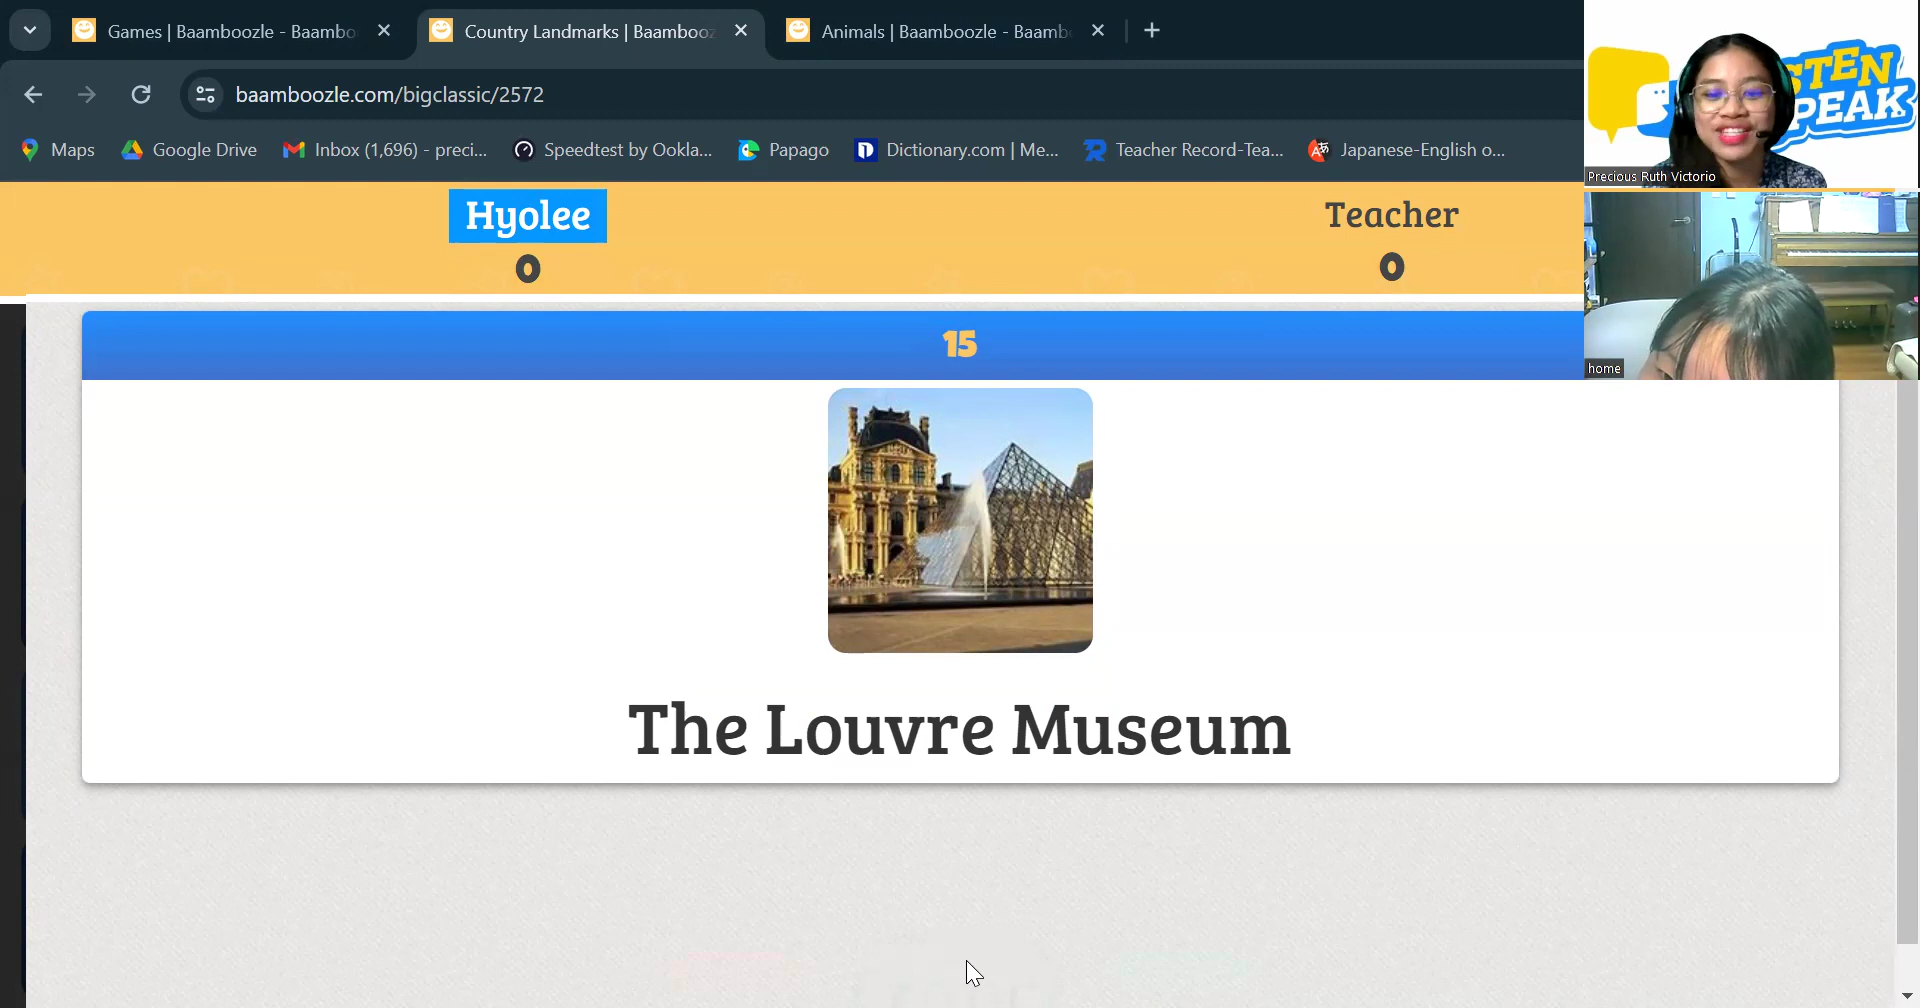 Games | Baamboozle - Baambo
Country Landmarks | Baambooz
Animals | Baamboozle - Baamb
baamboozle.com/bigclassic/2572
Maps
Google Drive
Inbox (1,696) - preci...
Speedtest by Ookla...
Papago
Dictionary.com | Me...
Teacher Record-Tea...
Japanese-English o...
STEN
PEAK
Precious Ruth Victorio
Hyolee
0
Teacher
0
home
15
The Louvre Museum